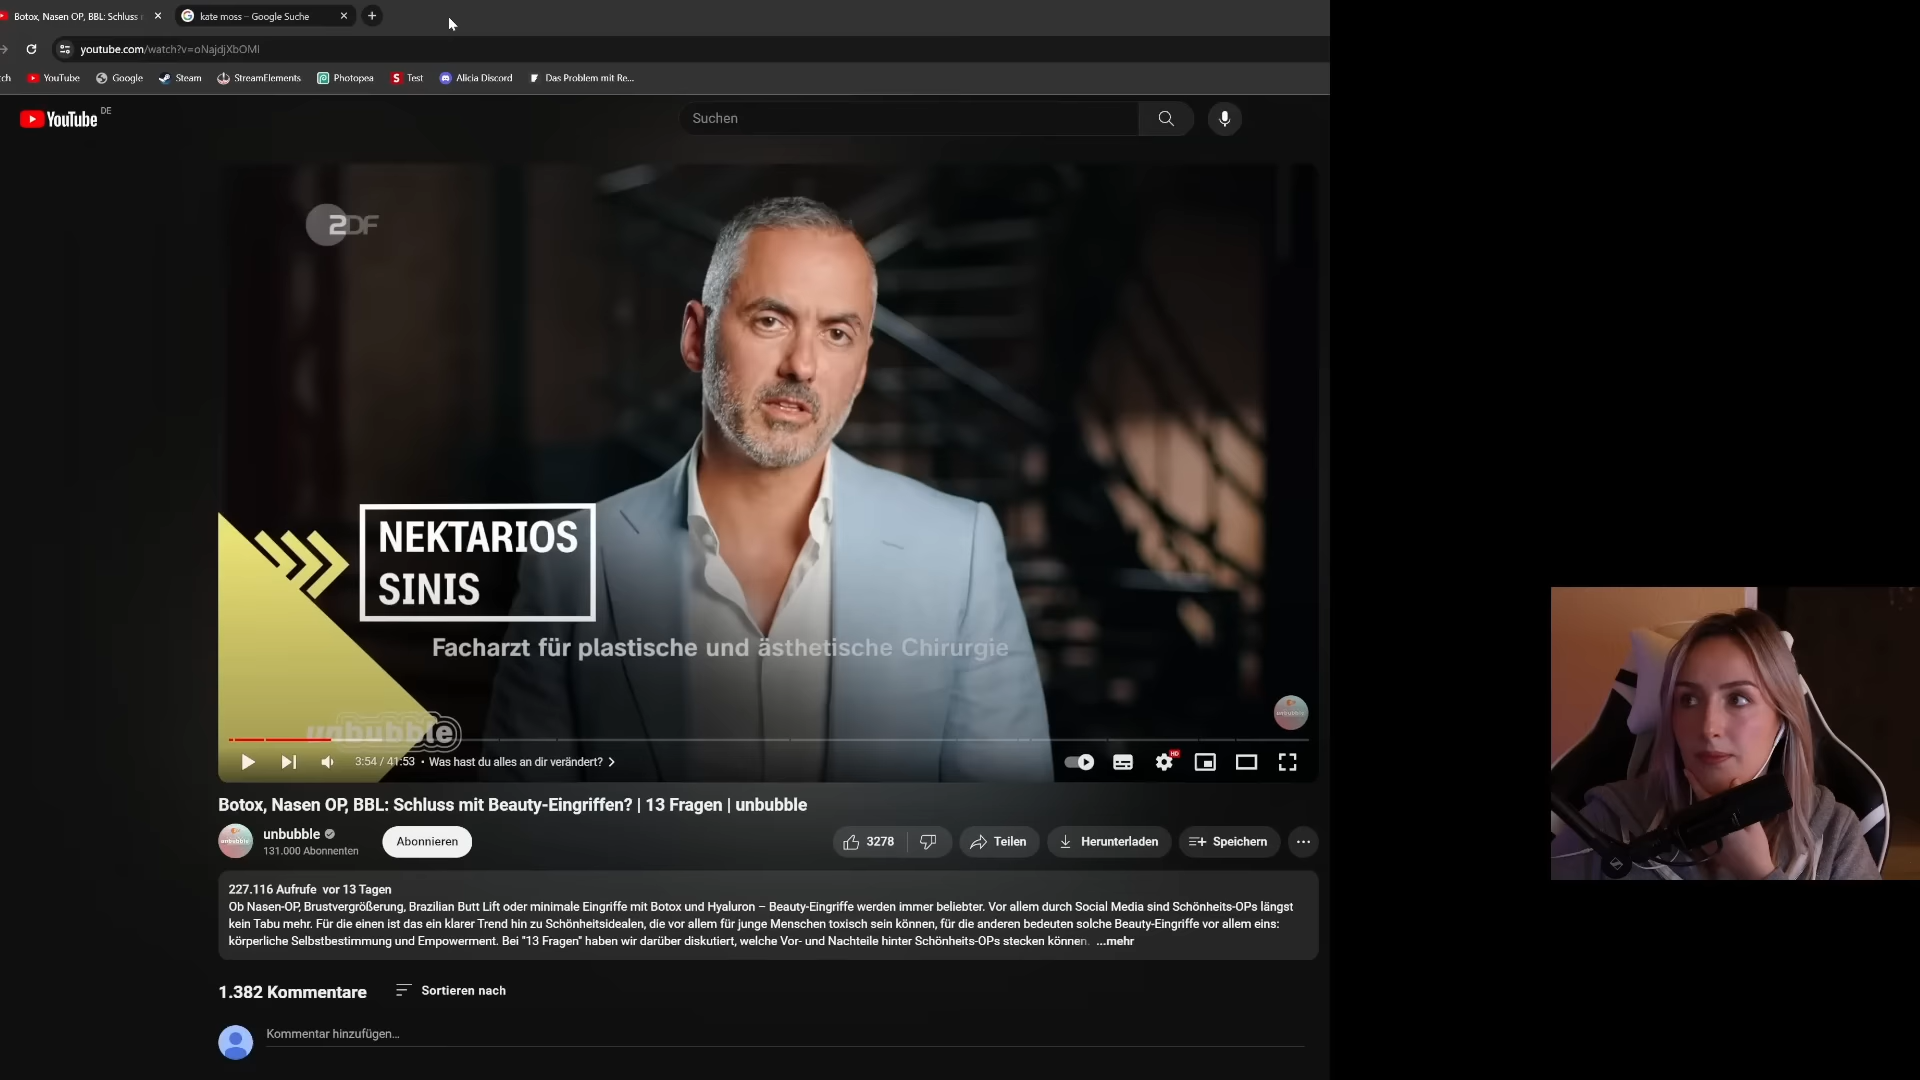 Botox, Nasen OP, BBL: Schluss
kate moss – Google Suche
youtube.com/watch?v=oNajdjXbOMI
ch
YouTube
Google
Steam
StreamElements
Photopea
Test
Alicia Discord
Das Problem mit Re...
YouTube DE
Suchen
2DF
NEKTARIOS
SINIS
Facharzt für plastische und ästhetische Chirurgie
unbubble
3:54 / 41:53 • Was hast du alles an dir verändert?
HD
Botox, Nasen OP, BBL: Schluss mit Beauty-Eingriffen? | 13 Fragen | unbubble
unbubble
131.000 Abonnenten
Abonnieren
3278
Teilen
Herunterladen
Speichern
227.116 Aufrufe vor 13 Tagen
Ob Nasen-OP, Brustvergrößerung, Brazilian Butt Lift oder minimale Eingriffe mit Botox und Hyaluron – Beauty-Eingriffe werden immer beliebter. Vor allem durch Social Media sind Schönheits-OPs längst
kein Tabu mehr. Für die einen ist das ein klarer Trend hin zu Schönheitsidealen, die vor allem für junge Menschen toxisch sein können, für die anderen bedeuten solche Beauty-Eingriffe vor allem eins:
körperliche Selbstbestimmung und Empowerment. Bei "13 Fragen" haben wir darüber diskutiert, welche Vor- und Nachteile hinter Schönheits-OPs stecken können. ...mehr
1.382 Kommentare
Sortieren nach
Kommentar hinzufügen...